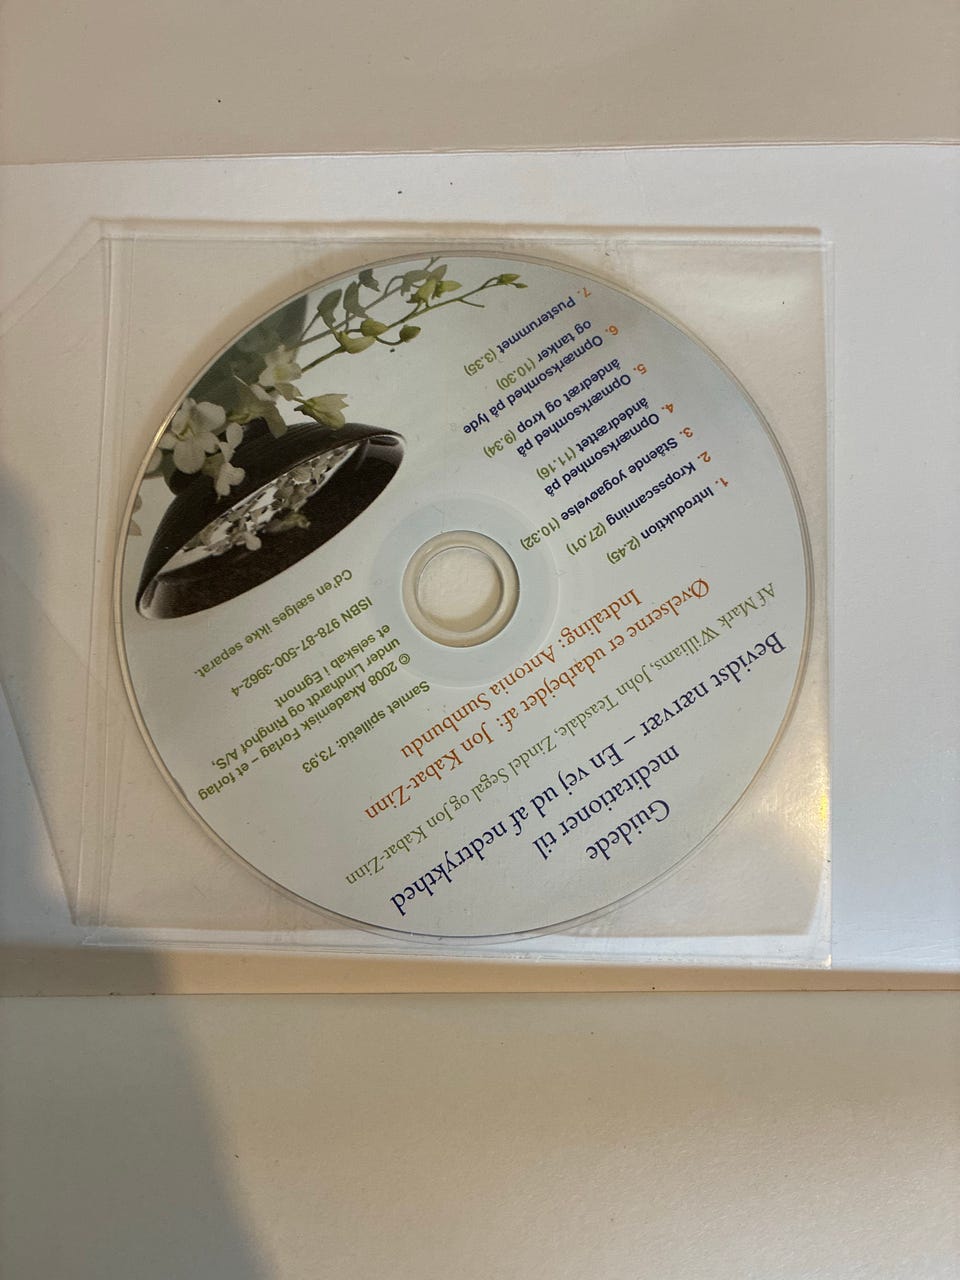 Guidede
meditationer til
Bevidst nærvær – En vej ud af nedtrykthed
Af Mark Williams, John Teasdale, Zindel Segal og Jon Kabat-Zinn
Øvelserne er udarbejdet af: Jon Kabat-Zinn
Indtaling: Antonia Sumbundu
1. Introduktion (2.45)
2. Kropsscanning (27.01)
3. Stående yogaøvelse (10.32)
4. Opmærksomhed på
åndedrættet (11.16)
5. Opmærksomhed på
åndedræt og krop (9.34)
6. Opmærksomhed på lyde
og tanker (10.30)
7. Pusterummet (3.35)
Samlet spilletid: 73,93
© 2008 Akademisk Forlag – et forlag
under Lindhardt og Ringhof A/S,
et selskab i Egmont
ISBN 978-87-500-3962-4
Cd'en sælges ikke separat.